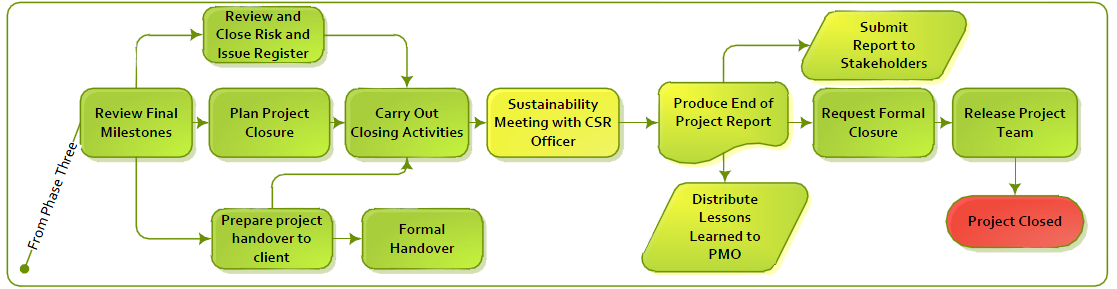 From Phase Three
Review Final
Milestones
Review and
Close Risk and
Issue Register
Plan Project
Closure
Prepare project
handover to
client
Formal
Handover
Carry Out
Closing Activities
Sustainability
Meeting with CSR
Officer
Produce End of
Project Report
Submit
Report to
Stakeholders
Distribute
Lessons
Learned to
PMO
Request Formal
Closure
Release Project
Team
Project Closed